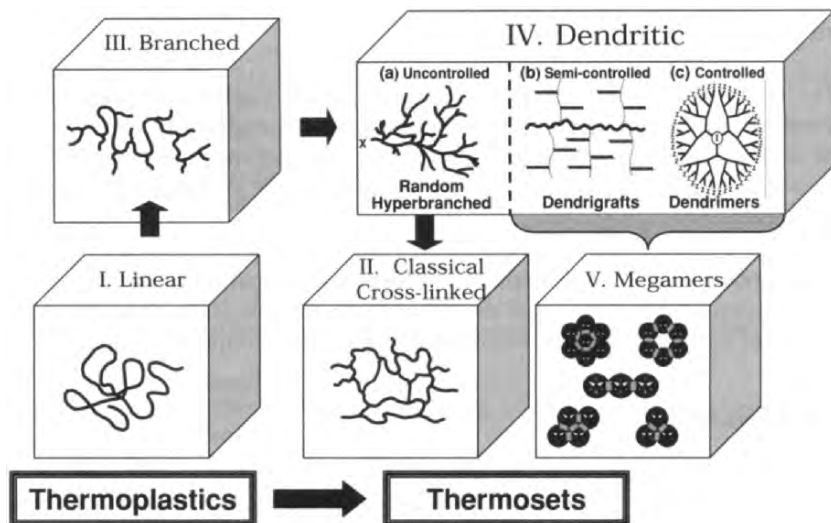 III. Branched
IV. Dendritic
(a) Uncontrolled
(b) Semi-controlled
(c) Controlled
X
I
Random
Hyperbranched
Dendrigrafts
Dendrimers
I. Linear
II. Classical
Cross-linked
V. Megamers
Thermoplastics
Thermosets